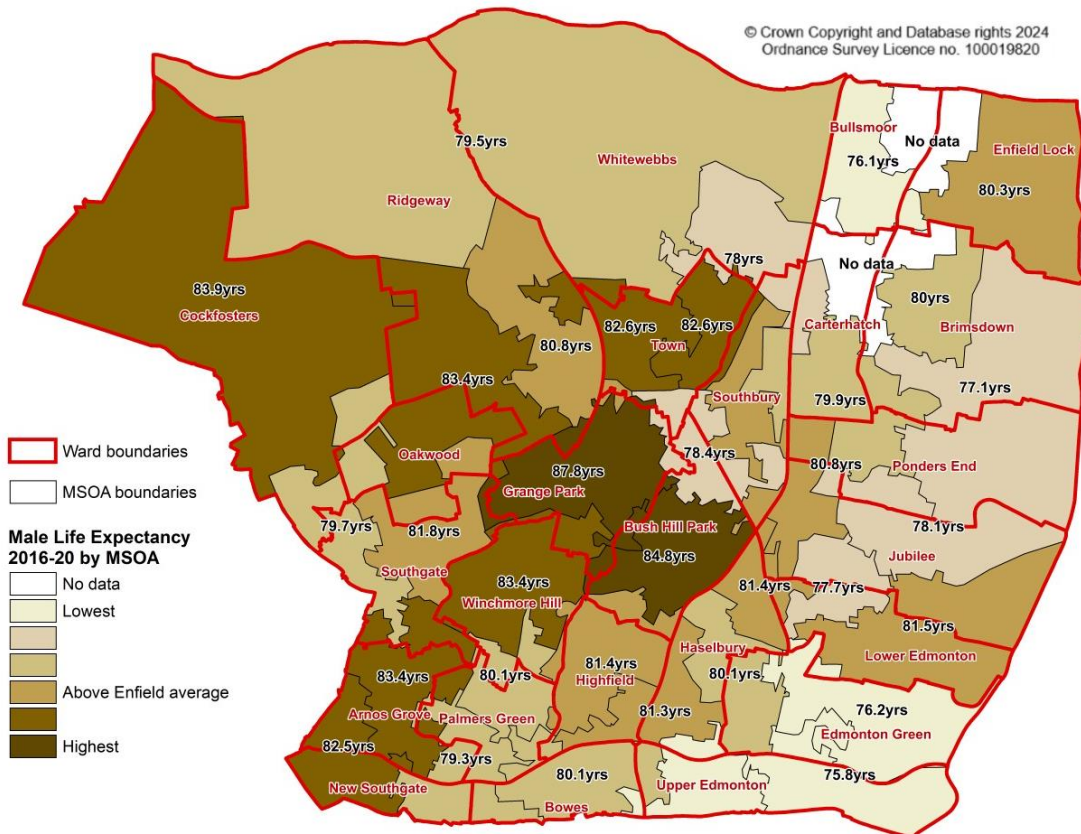 © Crown Copyright and Database rights 2024
Ordnance Survey Licence no. 100019820
Bullsmoor
No data
79.5yrs
Whitewebbs
76.1yrs
Enfield Lock
80.3yrs
Ridgeway
78yrs
No data
83.9yrs
Cockfosters
80yrs
82.6yrs
82.6yrs
Town
Carterhatch
Brimsdown
80.8yrs
83.4yrs
77.1yrs
Southbury
79.9yrs
Ward boundaries
Oakwood
78.4yrs
80.8yrs
Ponders End
MSOA boundaries
87.8yrs
Grange Park
79.7yrs
81.8yrs
Bush Hill Park
78.1yrs
Male Life Expectancy
2016-20 by MSOA
84.8yrs
Jubilee
No data
Southgate
83.4yrs
Winchmore Hill
81.4yrs
77.7yrs
Lowest
81.5yrs
Haselbury
Lower Edmonton
81.4yrs
Highfield
80.1yrs
80.1yrs
83.4yrs
Above Enfield average
Arnos Grove
Palmers Green
81.3yrs
76.2yrs
Edmonton Green
Highest
82.5yrs
79.3yrs
80.1yrs
75.8yrs
New Southgate
Upper Edmonton
Bowes